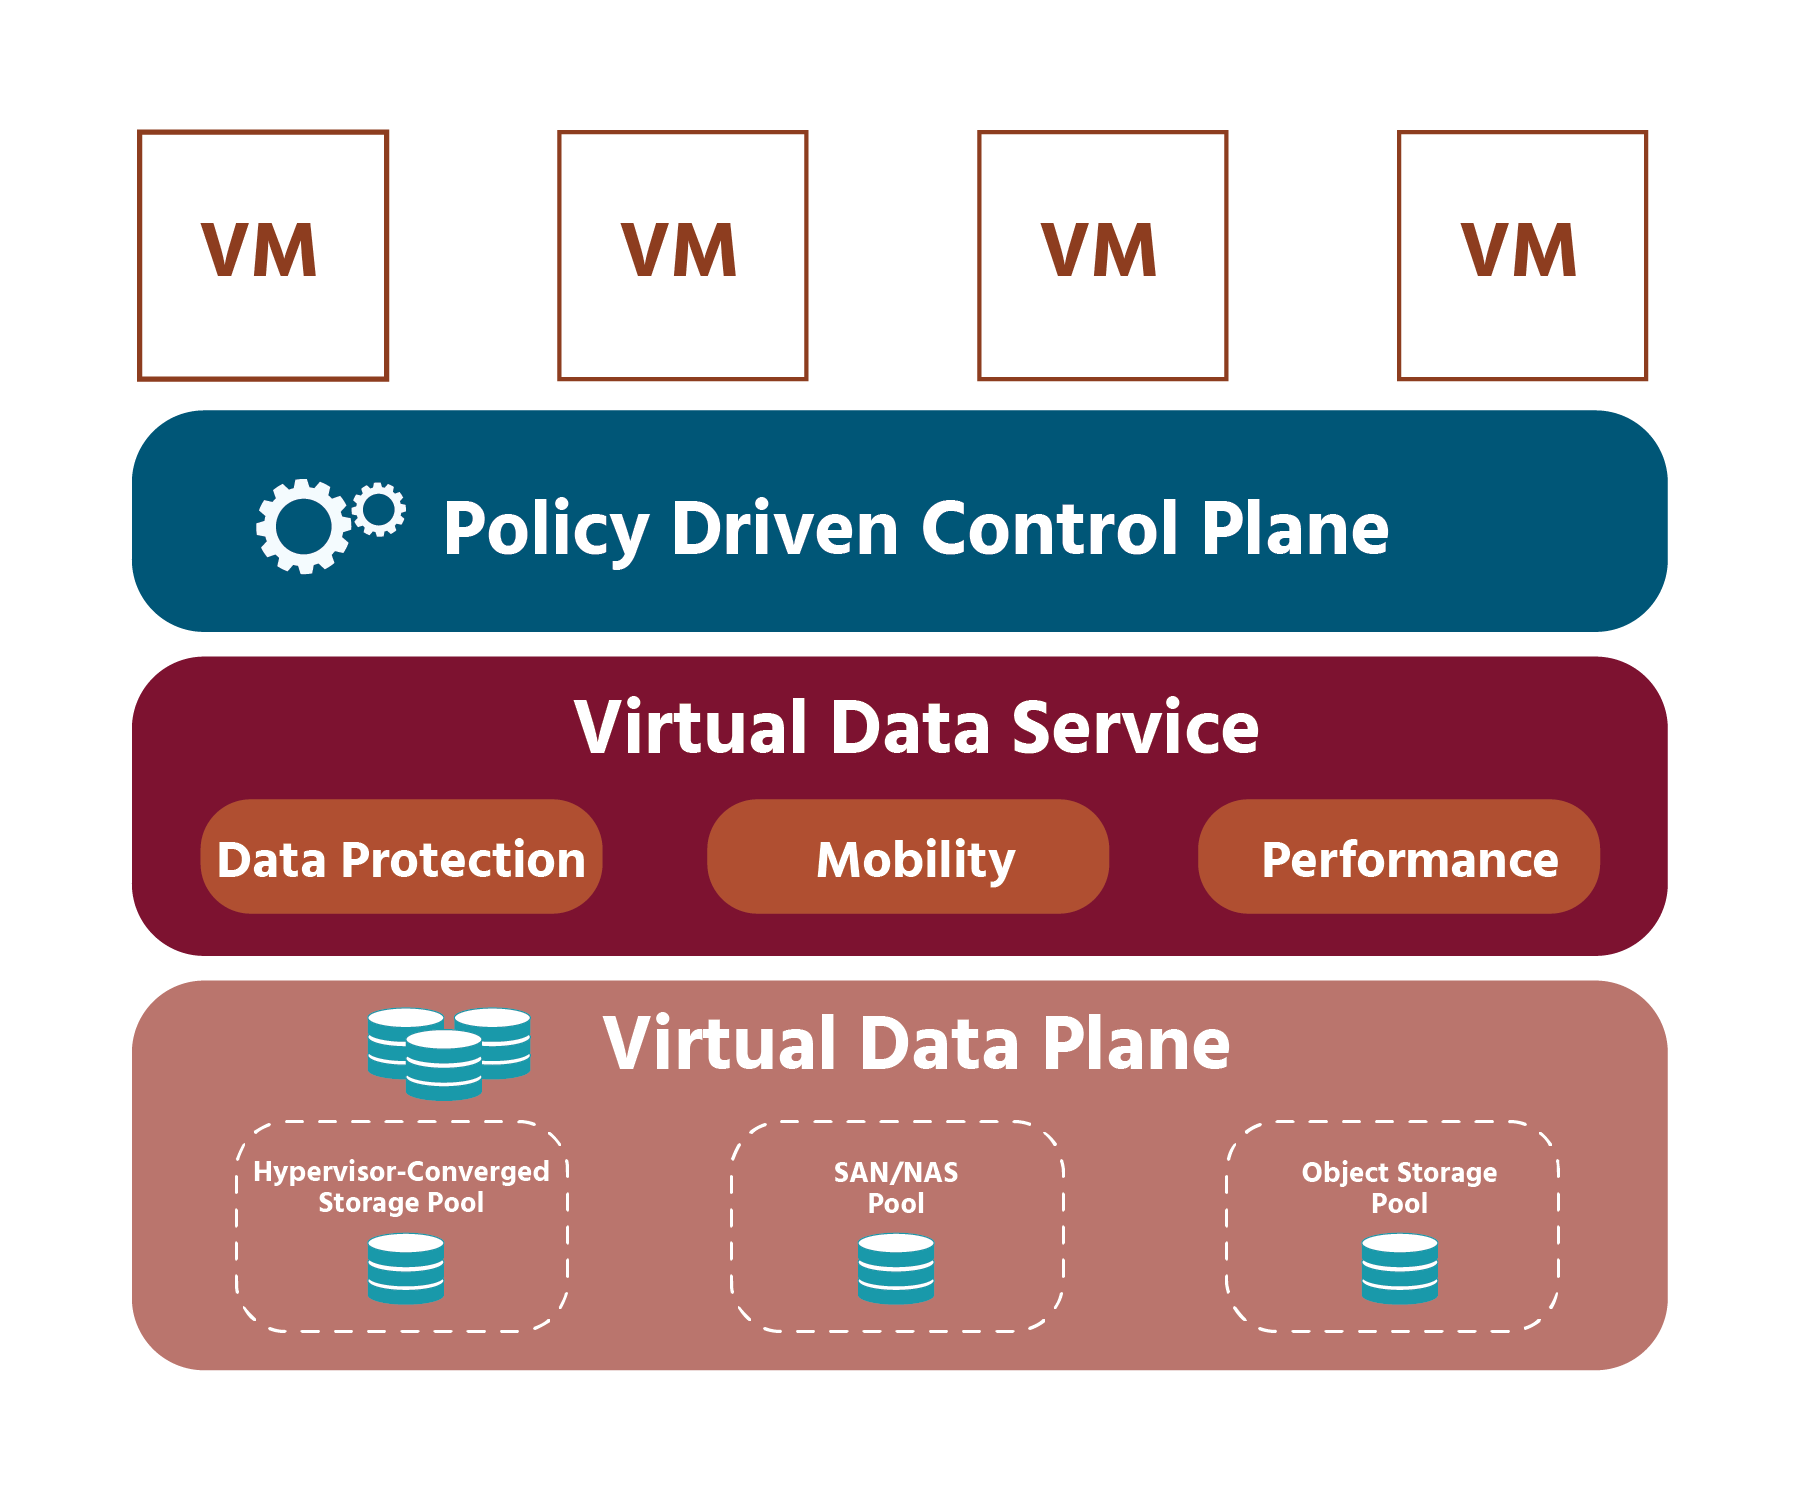 VM
VM
VM
VM
Policy Driven Control Plane
Virtual Data Service
Data Protection
Mobility
Performance
Virtual Data Plane
Hypervisor-Converged
Storage Pool
SAN/NAS
Pool
Object Storage
Pool